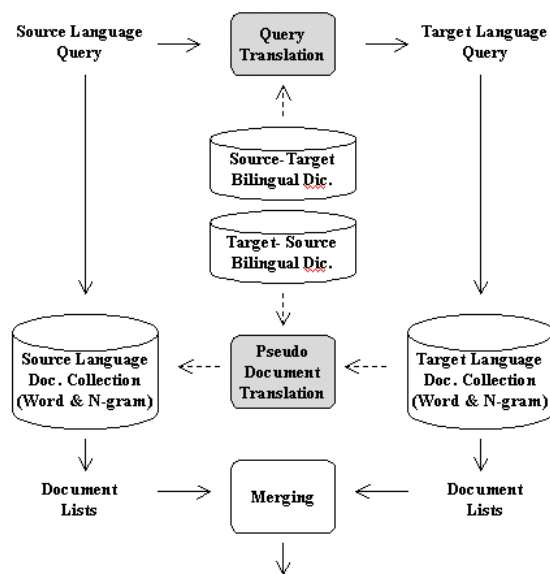 Source Language
Query
Query
Translation
Target Language
Query
Source-Target
Bilingual Dic.
Target- Source
Bilingual Dic.
Source Language
Doc. Collection
(Word & N-gram)
Pseudo
Document
Translation
Target Language
Doc. Collection
(Word & N-gram)
Document
Lists
Merging
Document
Lists